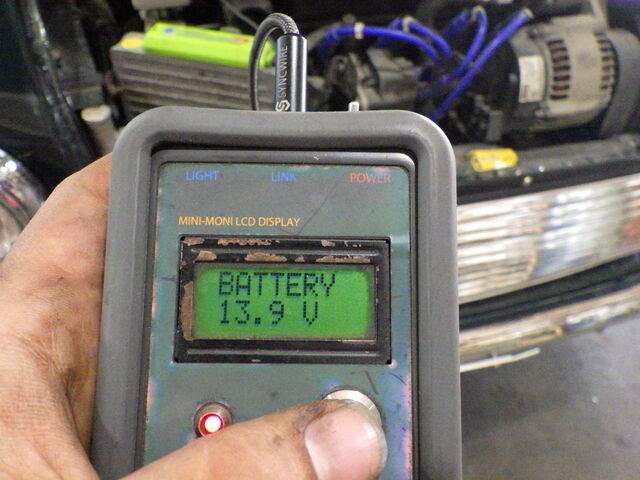 SYNCWIRE
LIGHT LINK POWER
MINI-MONI LCD DISPLAY
BATTERY
13.9 V